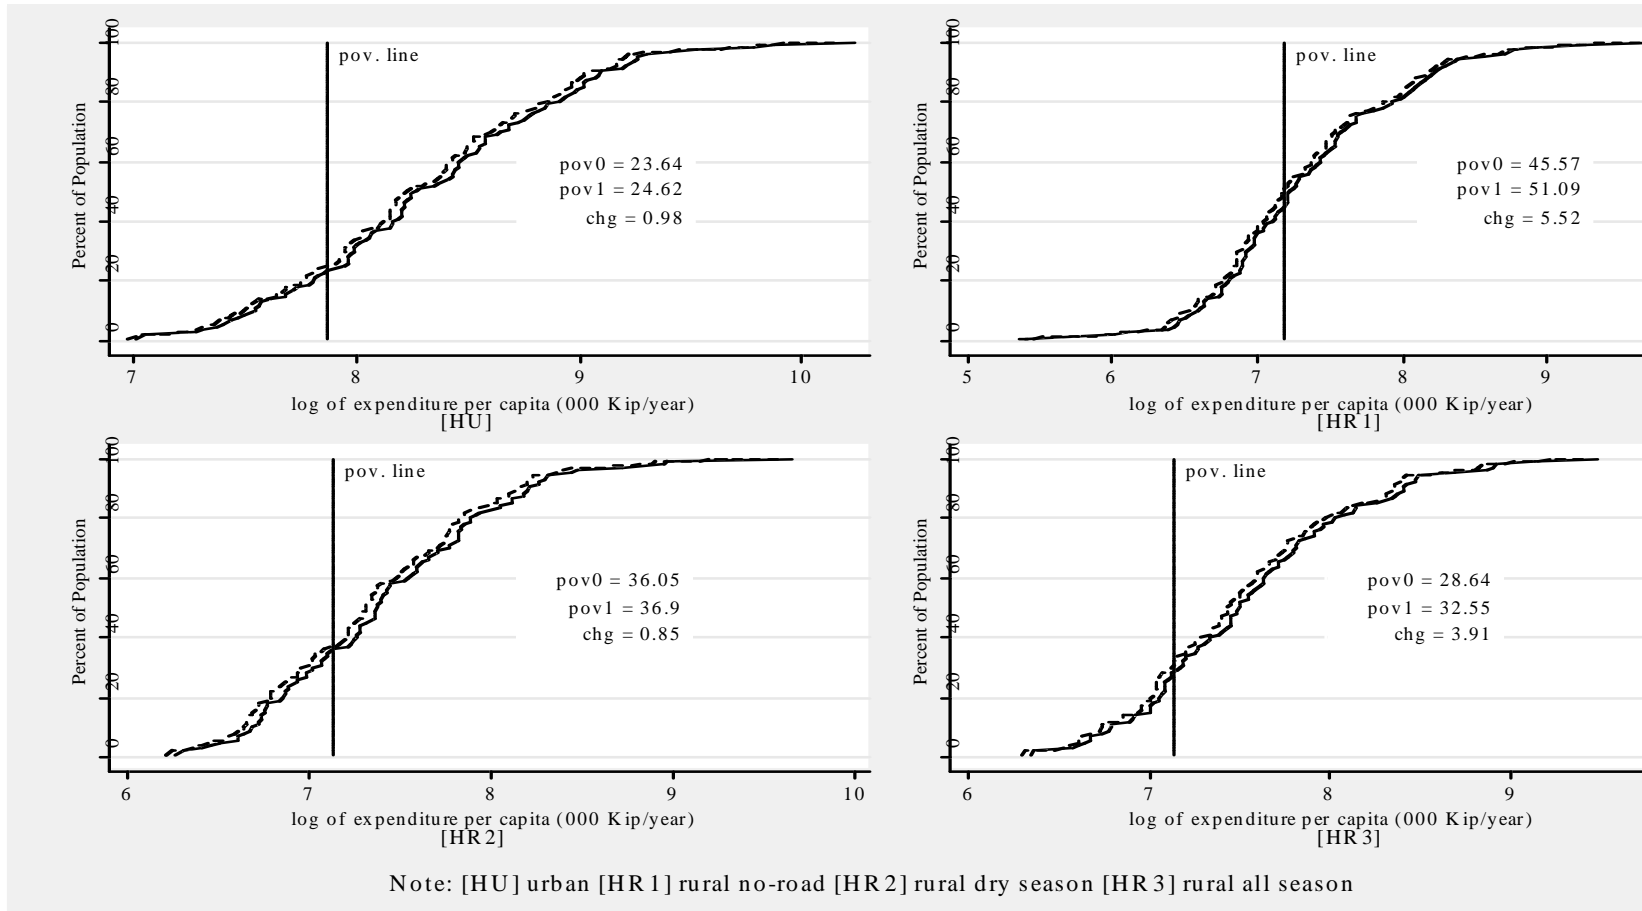 Percent of Population
0 20 40 60 80 100
pov. line
pov0 = 23.64
pov1 = 24.62
chg = 0.98
7 8 9 10
log of expenditure per capita (000 Kip/year)
[HU]
Percent of Population
0 20 40 60 80 100
pov. line
pov0 = 45.57
pov1 = 51.09
chg = 5.52
5 6 7 8 9
log of expenditure per capita (000 Kip/year)
[HR1]
Percent of Population
0 20 40 60 80 100
pov. line
pov0 = 36.05
pov1 = 36.9
chg = 0.85
6 7 8 9 10
log of expenditure per capita (000 Kip/year)
[HR2]
Percent of Population
0 20 40 60 80 100
pov. line
pov0 = 28.64
pov1 = 32.55
chg = 3.91
6 7 8 9
log of expenditure per capita (000 Kip/year)
[HR3]
Note: [HU] urban [HR1] rural no-road [HR2] rural dry season [HR3] rural all season